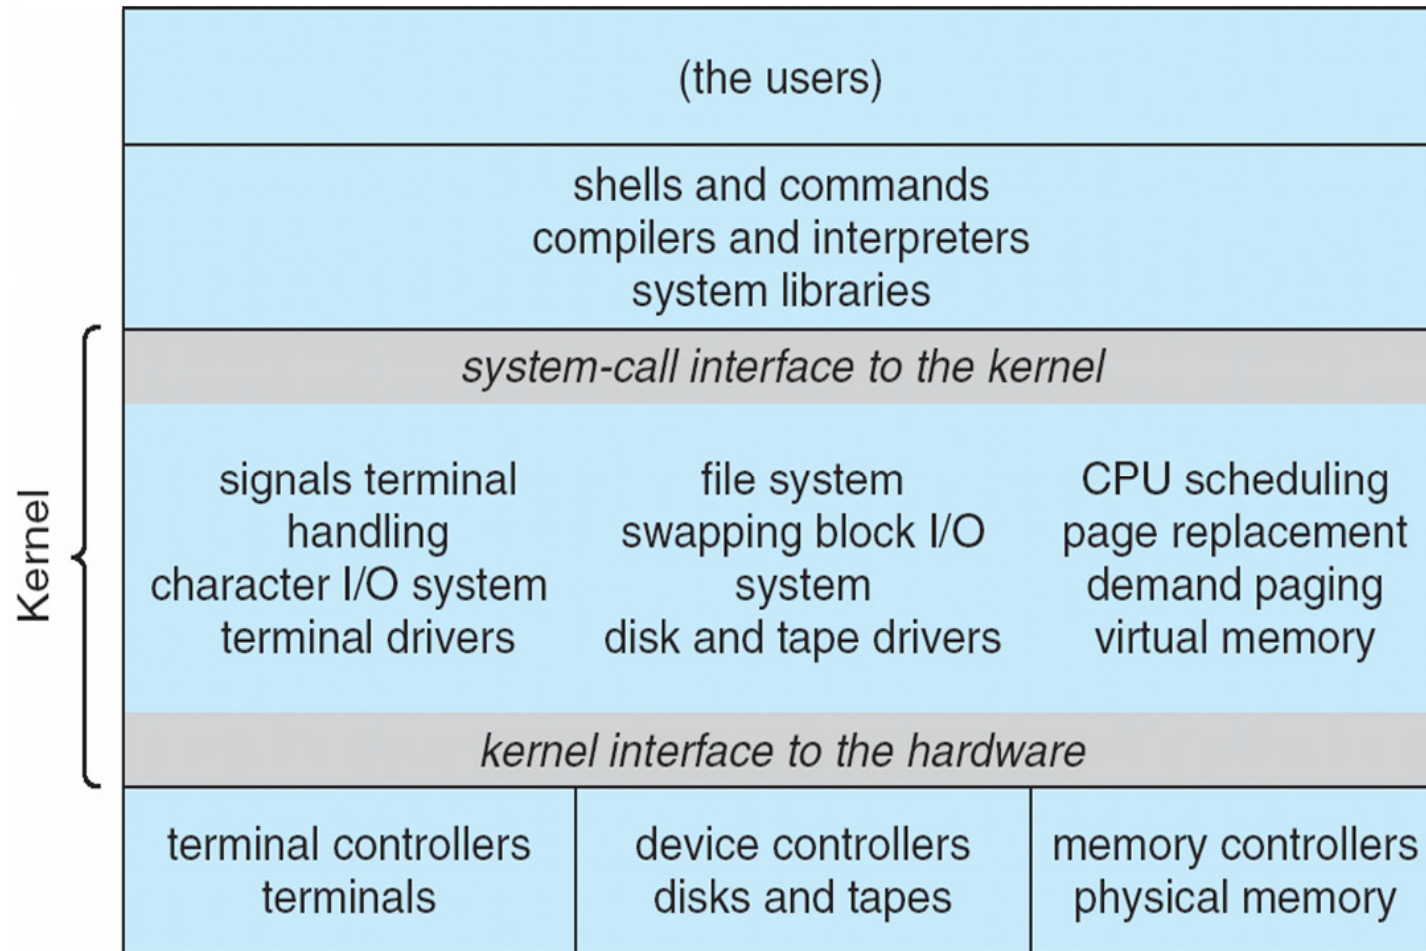 (the users)
shells and commands
compilers and interpreters
system libraries
Kernel
system-call interface to the kernel
signals terminal
handling
character I/O system
terminal drivers
file system
swapping block I/O
system
disk and tape drivers
CPU scheduling
page replacement
demand paging
virtual memory
kernel interface to the hardware
terminal controllers
terminals
device controllers
disks and tapes
memory controllers
physical memory